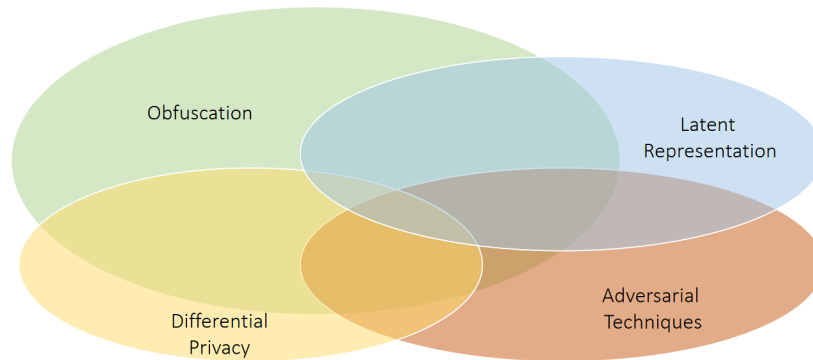 Obfuscation
Latent
Representation
Differential
Privacy
Adversarial
Techniques